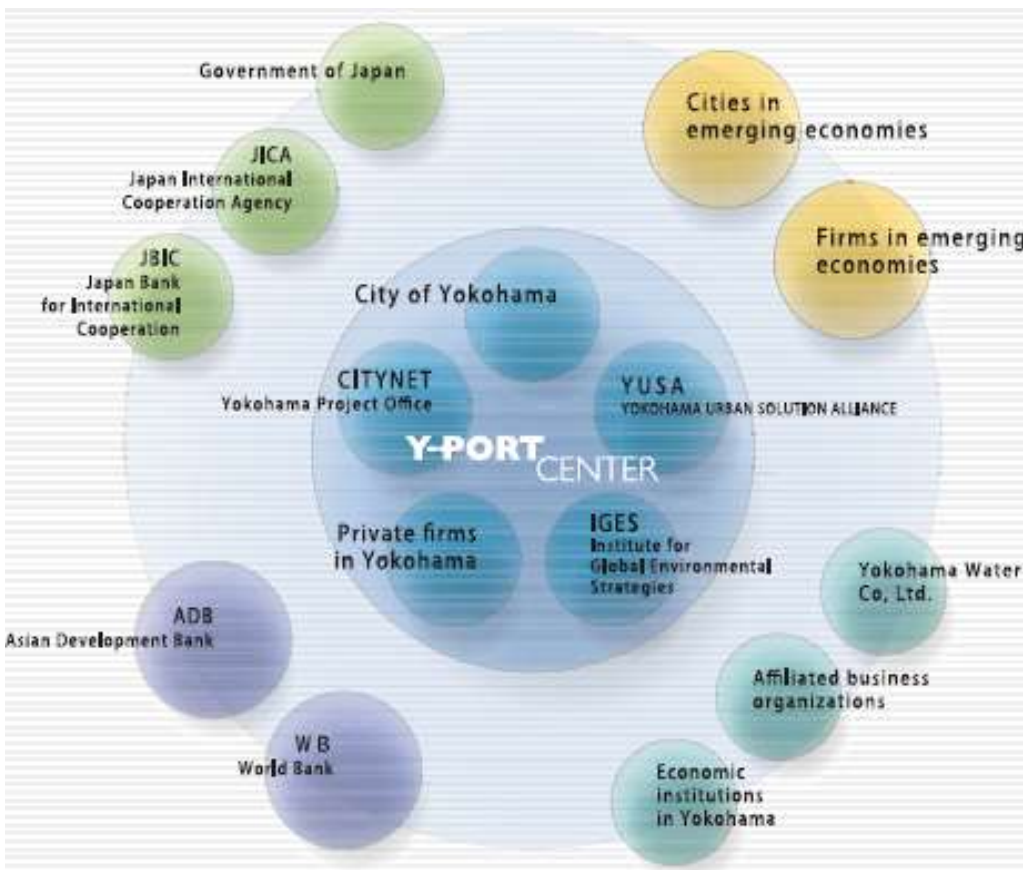 Government of Japan
JICA
Japan International
Cooperation Agency
JBIC
Japan Bank
for International
Cooperation
Cities in
emerging economies
Firms in emerging
economies
City of Yokohama
CITYNET
Yokohama Project Office
YUSA
YOKOHAMA URBAN SOLUTION ALLIANCE
Y-PORT
CENTER
Private firms
in Yokohama
IGES
Institute for
Global Environmental
Strategies
ADB
Asian Development Bank
WB
World Bank
Yokohama Water
Co, Ltd.
Affiliated business
organizations
Economic
institutions
in Yokohama